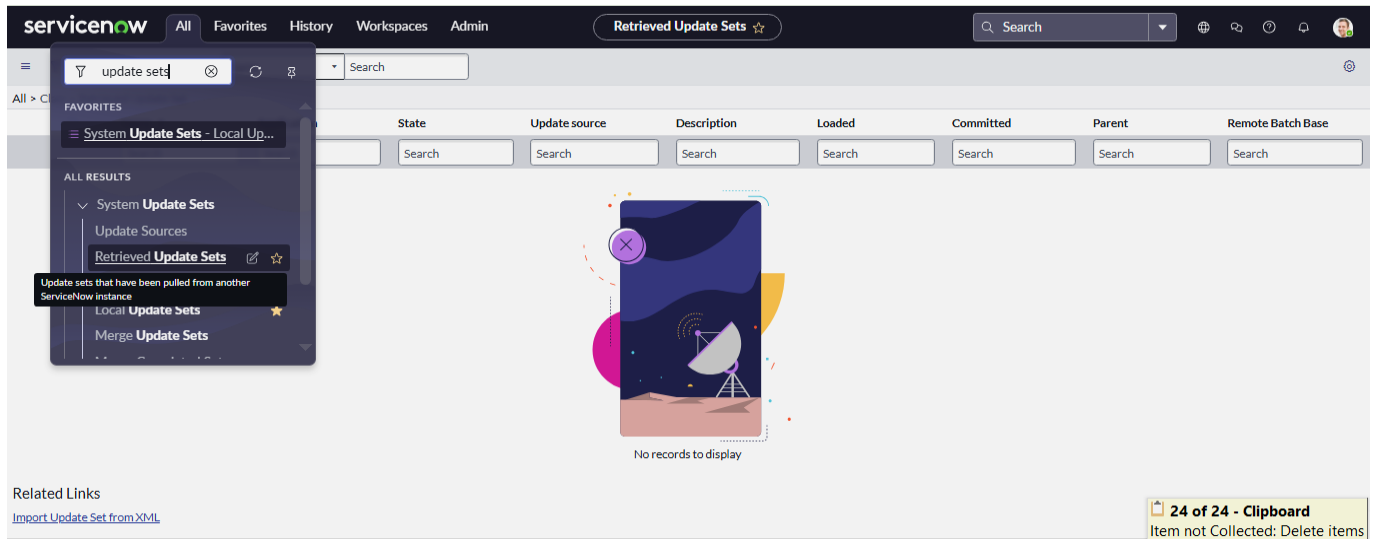 servicenow All Favorites History Workspaces Admin Retrieved Update Sets Search
update sets Search
All > Cl
FAVORITES
System Update Sets - Local Up...
State Update source Description Loaded Committed Parent Remote Batch Base
Search Search Search Search Search Search Search
ALL RESULTS
System Update Sets
Update Sources
Retrieved Update Sets
Update sets that have been pulled from another
ServiceNow instance
Local Update Sets
Merge Update Sets
No records to display
Related Links
Import Update Set from XML
24 of 24 - Clipboard
Item not Collected: Delete items